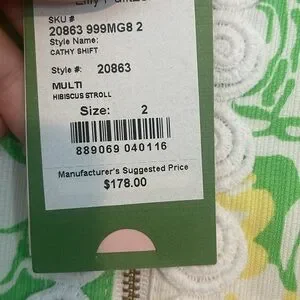 SKU #
20863 999MG8 2
Style Name:
CATHY SHIFT
Style #: 20863
MULTI
HIBISCUS STROLL
Size: 2
889069 040116
Manufacturer's Suggested Price
$178.00